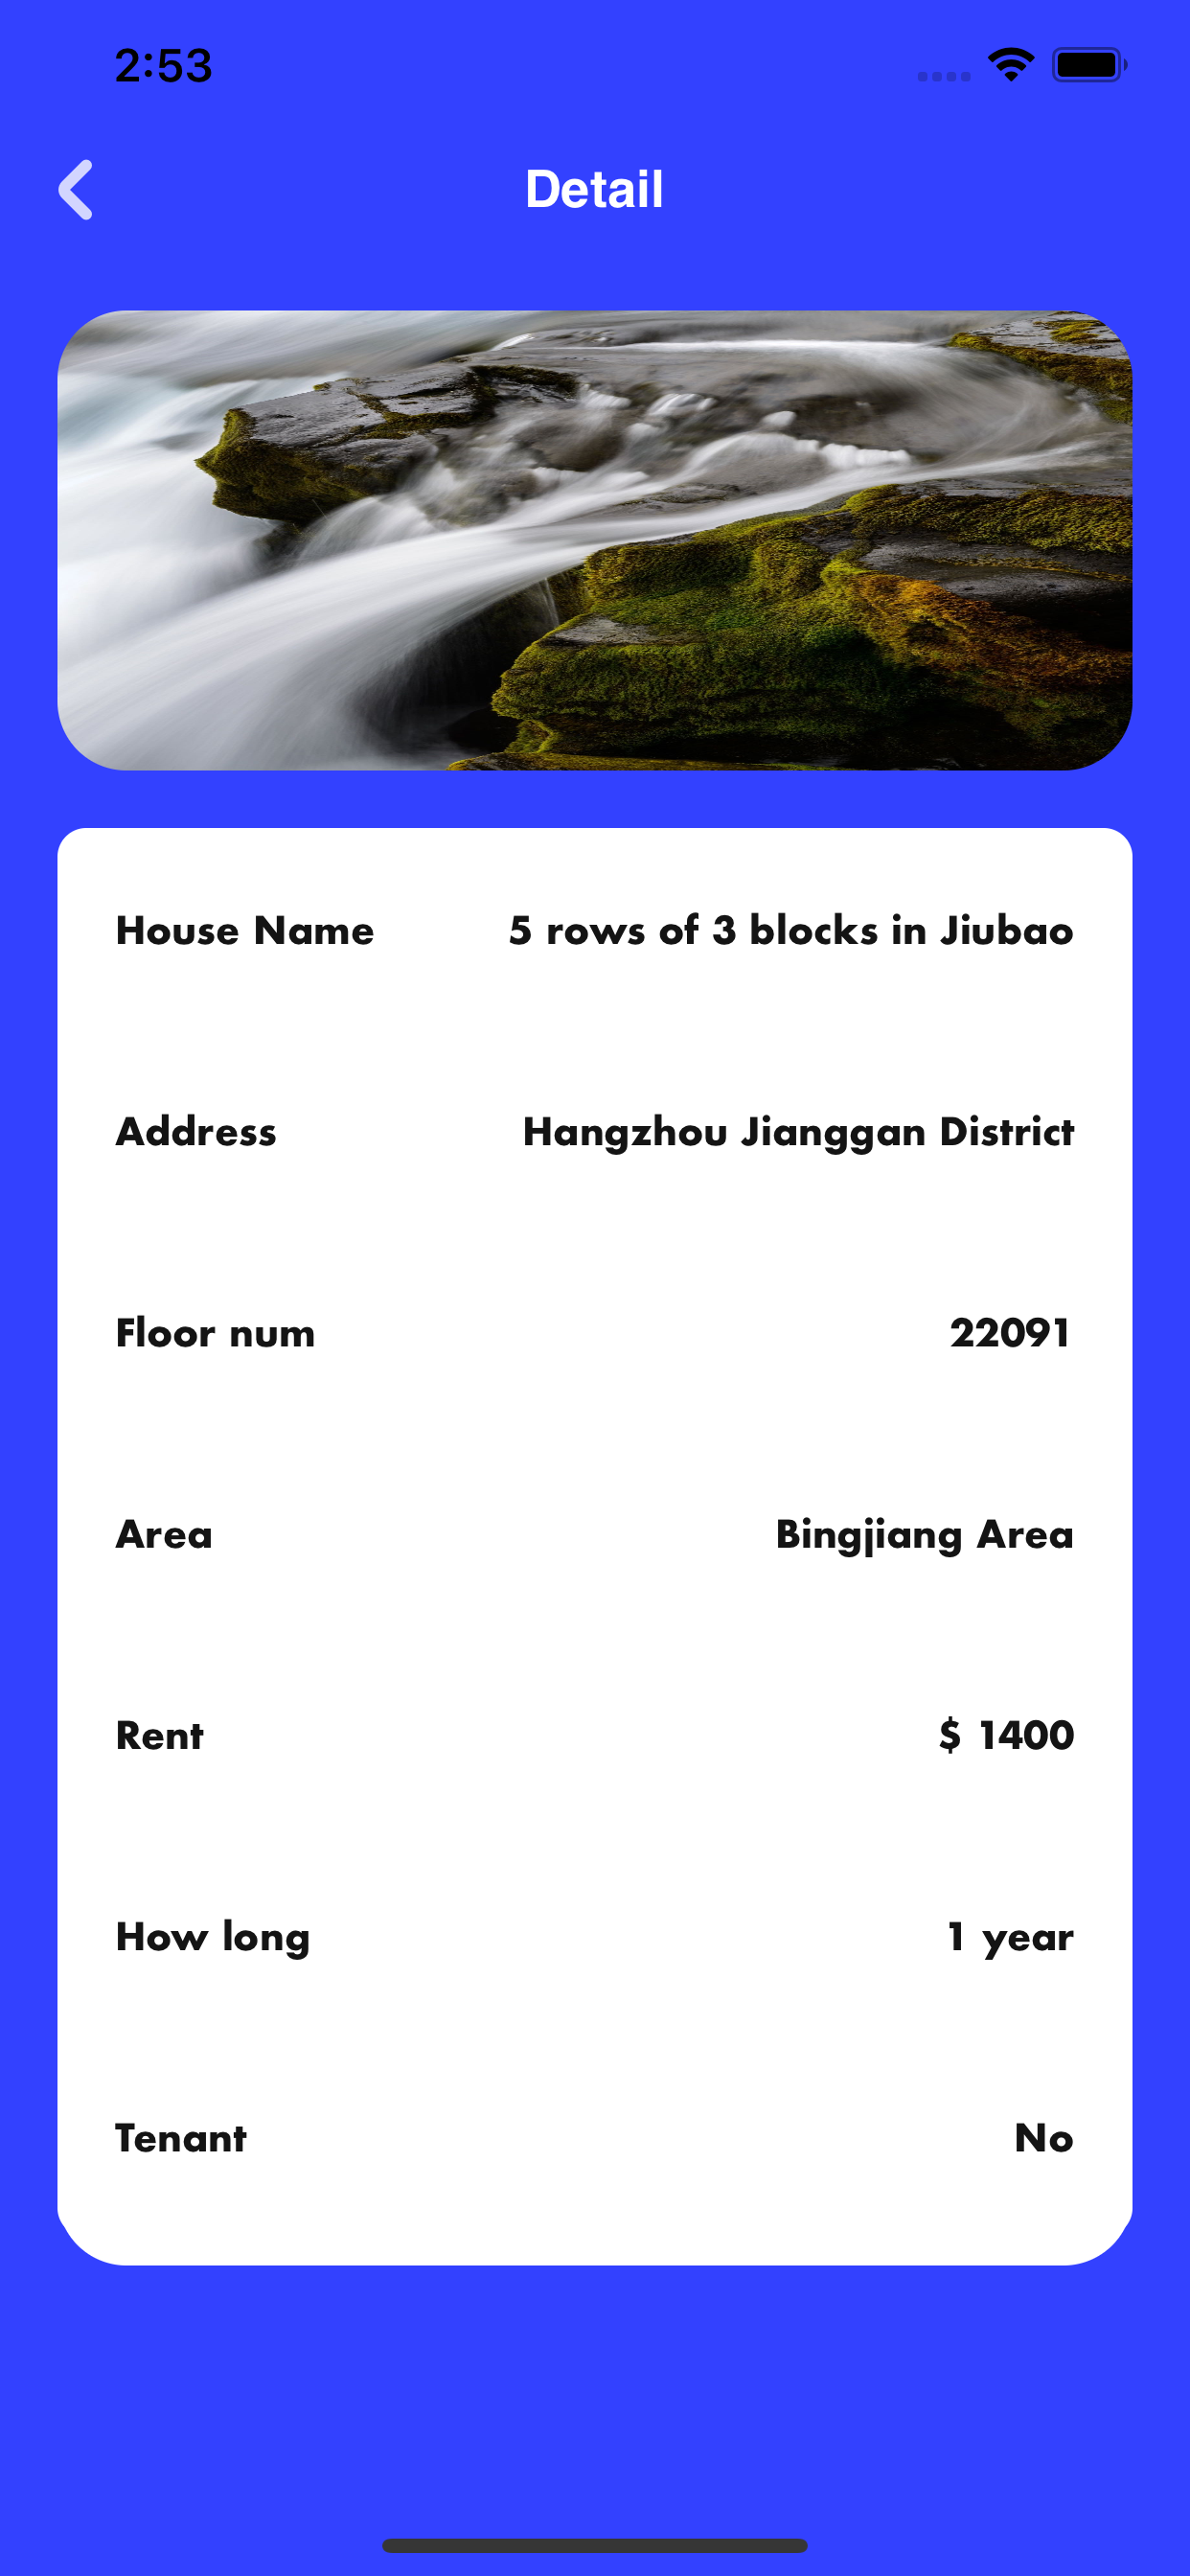 2:53
Detail
House Name 5 rows of 3 blocks in Jiubao
Address Hangzhou Jianggan District
Floor num 22091
Area Bingjiang Area
Rent $ 1400
How long 1 year
Tenant No